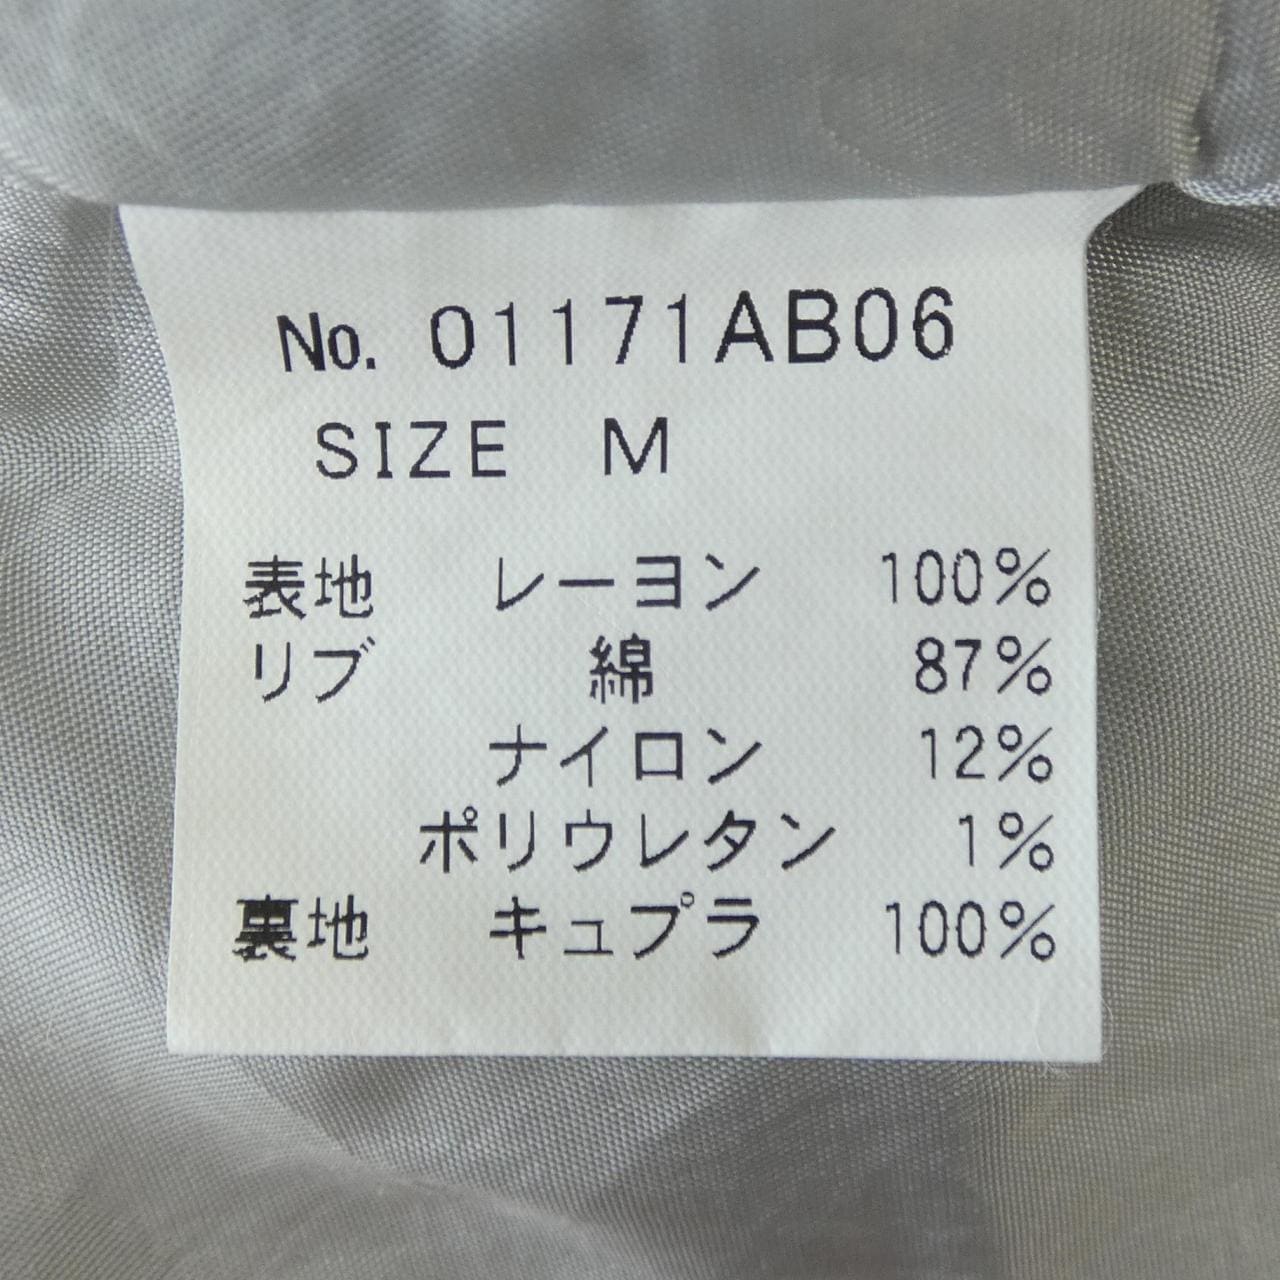 No. 01171AB06
SIZE M
表地 レーヨン 100%
リブ 綿 87%
ナイロン 12%
ポリウレタン 1%
裏地 キュプラ 100%